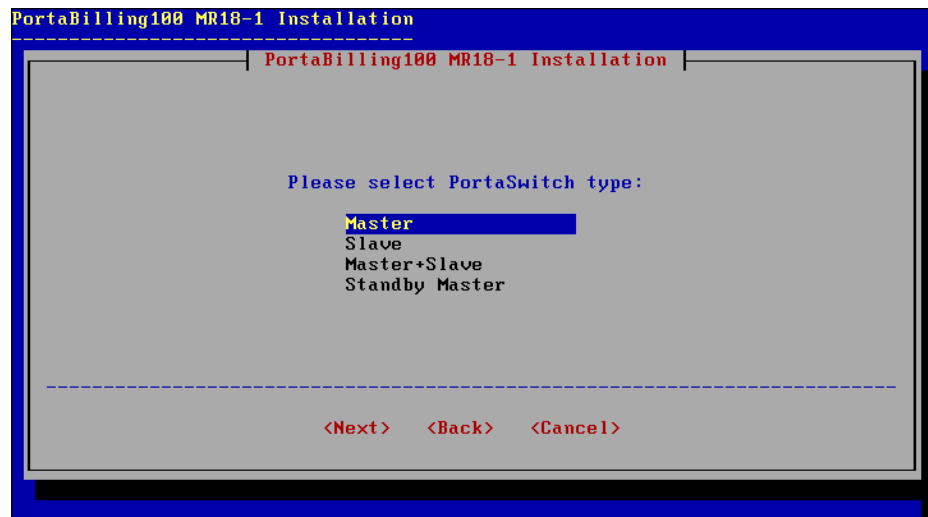 PortaBilling100 MR18-1 Installation
PortaBilling100 MR18-1 Installation
Please select PortaSwitch type:
Master
Slave
Master+Slave
Standby Master
<Next> <Back> <Cancel>